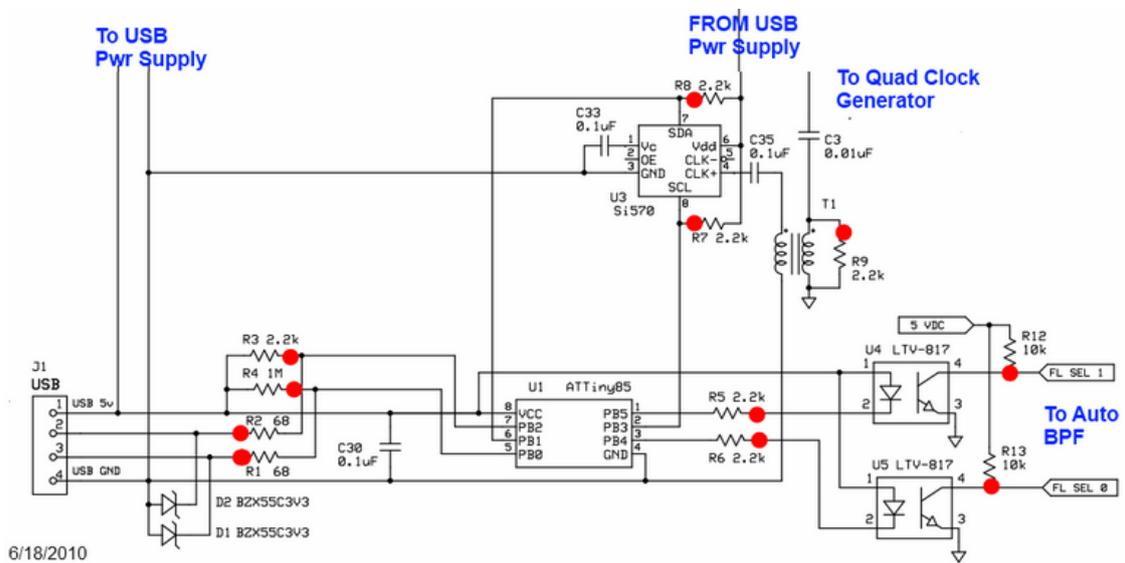 To USB
Pwr Supply
FROM USB
Pwr Supply
To Quad Clock
Generator
R8 2.2k
C33
0.1uF
7
SDA
1
Vc
2
OE
3
GND
Vdd
6
CLK-
5
CLK+
4
SCL
8
U3
Si570
C35
0.1uF
C3
0.01uF
R7 2.2k
T1
R9
2.2k
5 VDC
R12
10k
R3 2.2k
R4 1M
J1
USB
1
USB 5v
2
3
4
USB GND
R2 68
R1 68
C30
0.1uF
U1 ATTiny85
8
VCC
7
PB2
6
PB1
5
PB0
PB5
1
PB3
2
PB4
3
GND
4
R5 2.2k
R6 2.2k
U4 LTV-817
1
2
4
3
FL SEL 1
To Auto
BPF
R13
10k
U5 LTV-817
1
2
4
3
FL SEL 0
D2 BZX55C3V3
D1 BZX55C3V3
6/18/2010